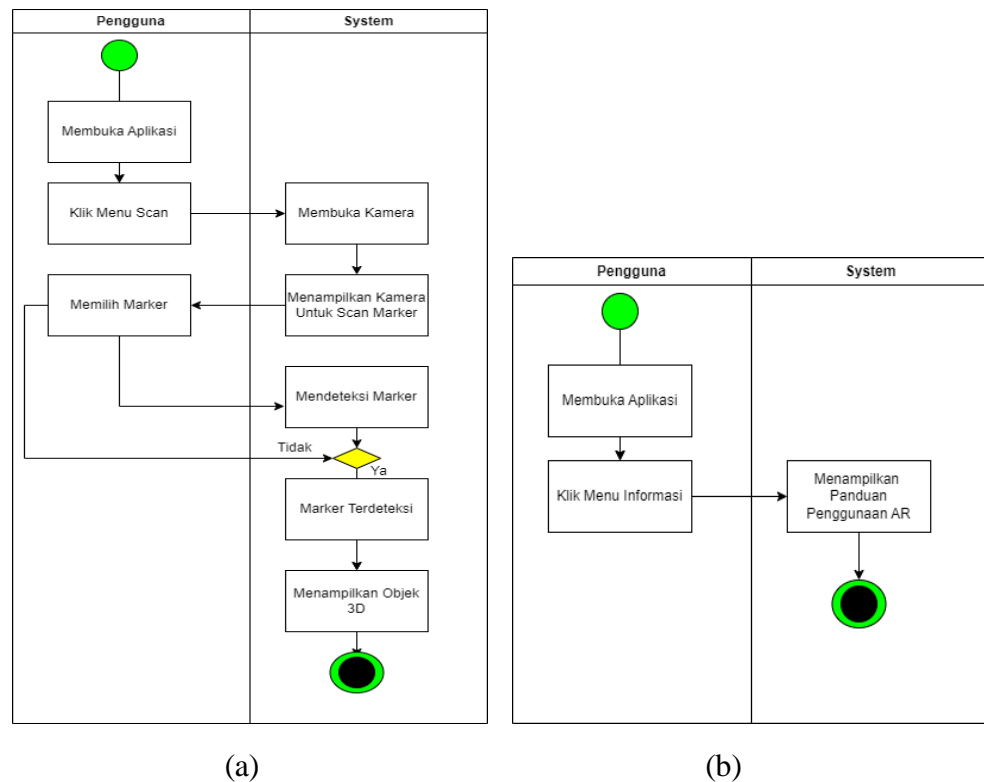 Pengguna
System
Membuka Aplikasi
Klik Menu Scan
Membuka Kamera
Memilih Marker
Menampilkan Kamera
Untuk Scan Marker
Mendeteksi Marker
Tidak
Ya
Marker Terdeteksi
Menampilkan Objek
3D
(a)
Pengguna
System
Membuka Aplikasi
Klik Menu Informasi
Menampilkan
Panduan
Penggunaan AR
(b)